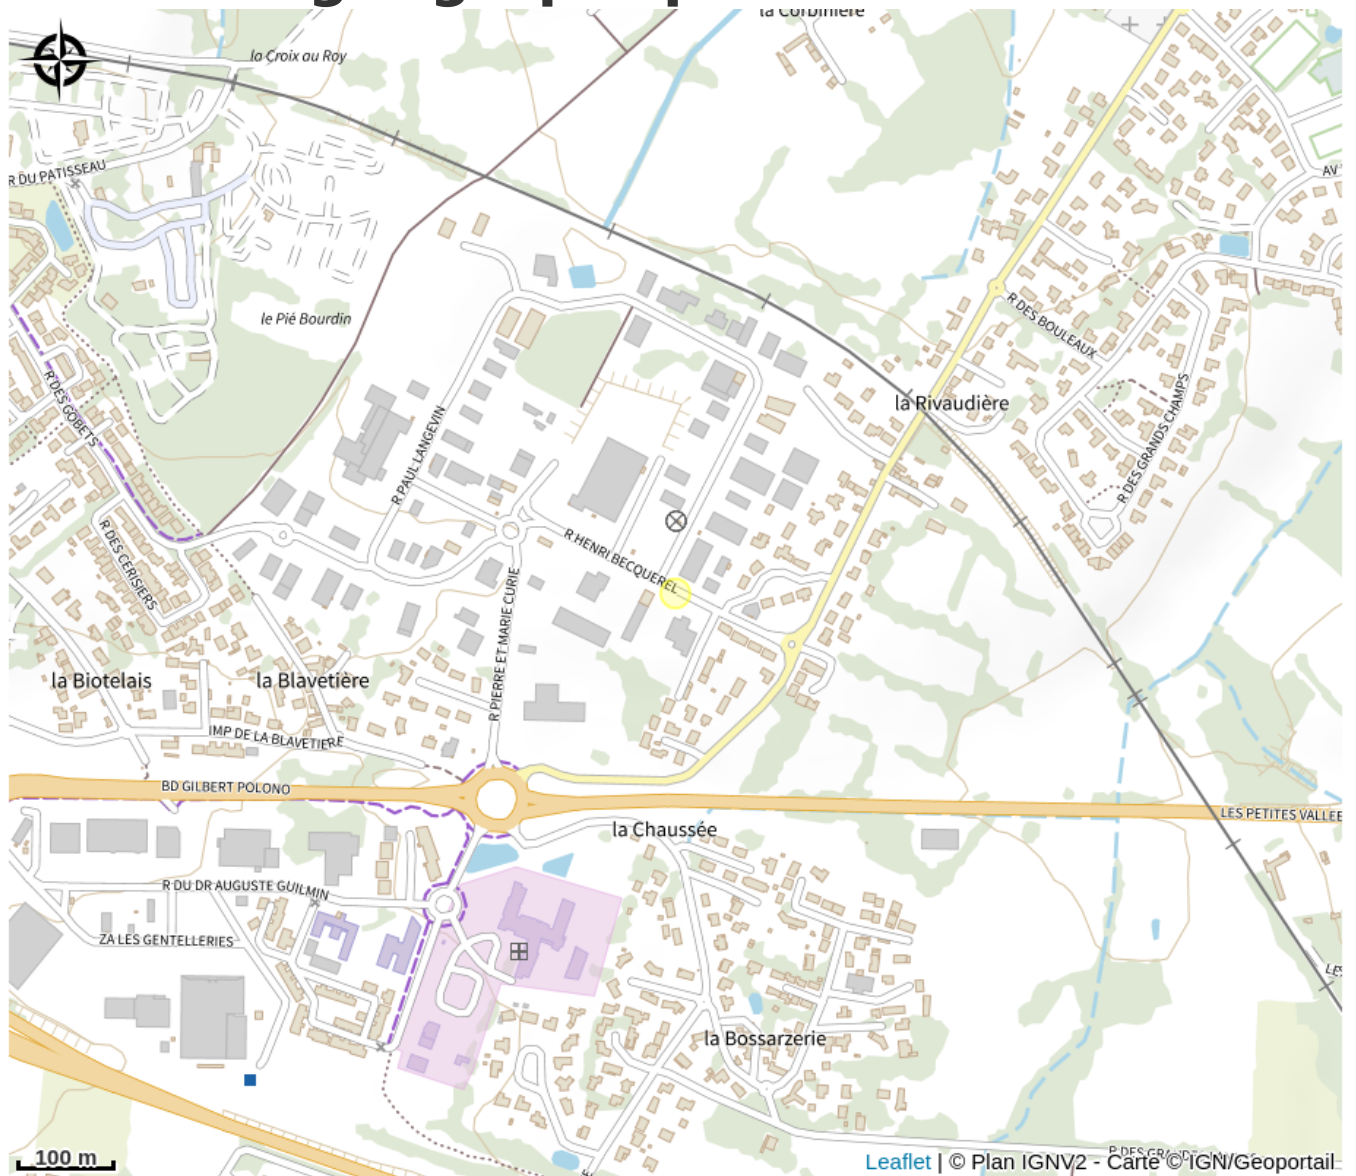 la Corbinière
la Croix au Roy
R DU PATISSEAU
AV
le Pié Bourdin
R DES BOULEAUX
R DES GOBETS
R PAUL LANGEVIN
la Rivaudière
R DES GRANDS CHAMPS
R DES CERISIERS
R HENRI BECQUEREL
R PIERRE ET MARIE CURIE
la Biotelais
la Blavetière
IMP DE LA BLAVETIERE
BD GILBERT POLONO
LES PETITES VALLEE
la Chaussée
R DU DR AUGUSTE GUILMIN
ZA LES GENTELLERIES
LES
la Bossarzerie
100 m
Leaflet | © Plan IGNV2 - Carte © IGN/Geoportail